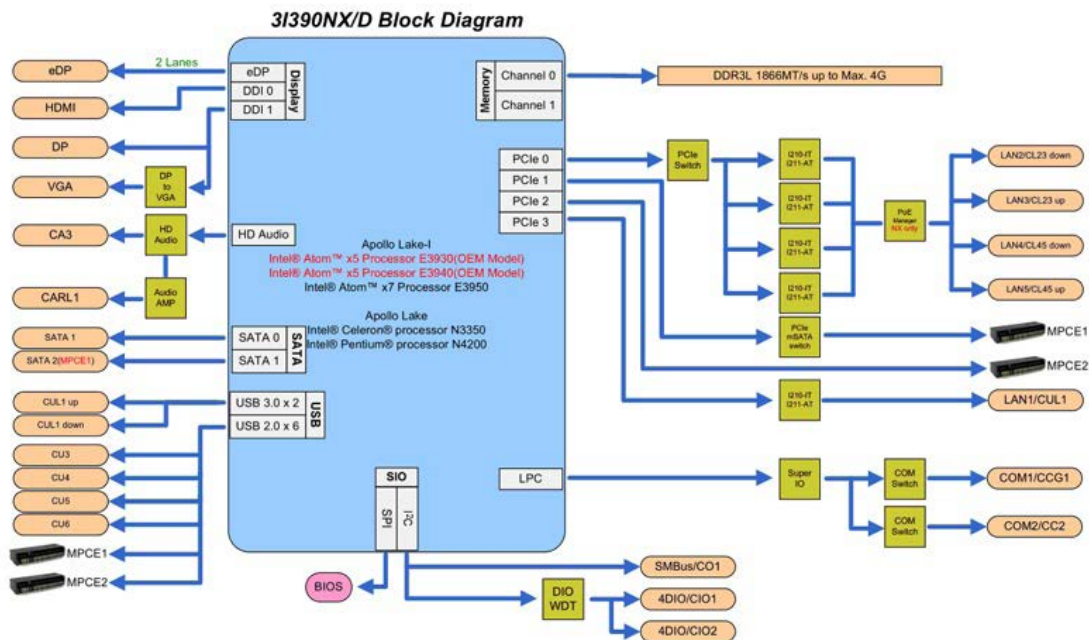 3I390NX/D Block Diagram
eDP
HDMI
DP
VGA
CA3
CARL1
SATA 1
SATA 2(MPCE1)
CUL1 up
CUL1 down
CU3
CU4
CU5
CU6
MPCE1
MPCE2
2 Lanes
DP
to
VGA
HD
Audio
Audio
AMP
eDP
DDI 0
DDI 1
Display
HD Audio
SATA 0
SATA 1
SATA
USB 3.0 x 2
USB 2.0 x 6
USB
Apollo Lake-I
Intel® Atom™ x5 Processor E3930(OEM Model)
Intel® Atom™ x5 Processor E3940(OEM Model)
Intel® Atom™ x7 Processor E3950
Apollo Lake
Intel® Celeron® processor N3350
Intel® Pentium® processor N4200
Memory
Channel 0
Channel 1
PCIe 0
PCIe 1
PCIe 2
PCIe 3
LPC
SIO
SPI
I²C
BIOS
DDR3L 1866MT/s up to Max. 4G
PCIe
Switch
I210-IT
I211-AT
I210-IT
I211-AT
I210-IT
I211-AT
I210-IT
I211-AT
PoE
Manager
NX only
LAN2/CL23 down
LAN3/CL23 up
LAN4/CL45 down
LAN5/CL45 up
PCIe
mSATA
switch
MPCE1
MPCE2
I210-IT
I211-AT
LAN1/CUL1
Super
IO
COM
Switch
COM1/CCG1
COM
Switch
COM2/CC2
SMBus/CO1
DIO
WDT
4DIO/CIO1
4DIO/CIO2